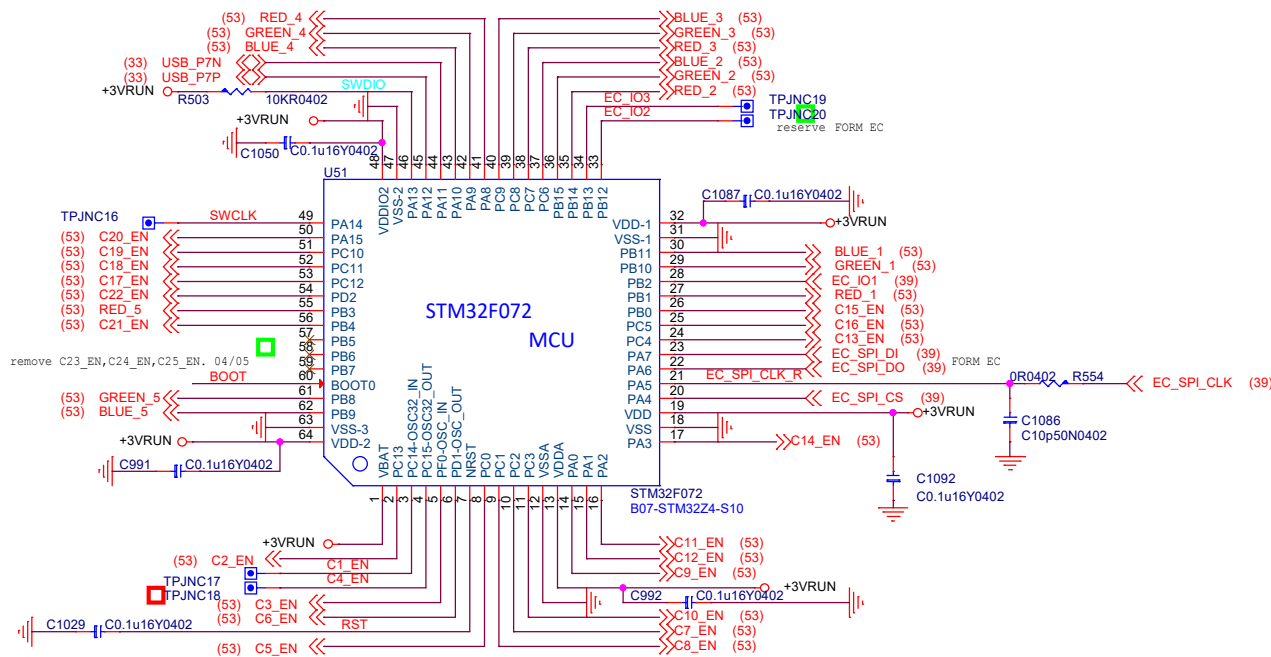 (53) RED_4
(53) GREEN_4
(53) BLUE_4
(33) USB_P7N
(33) USB_P7P
+3VRUN
R503
10KR0402
SWDIO
+3VRUN
C1050
C0.1u16Y0402
BLUE_3 (53)
GREEN_3 (53)
RED_3 (53)
BLUE_2 (53)
GREEN_2 (53)
RED_2 (53)
EC_IO3
EC_IO2
TPJNC19
TPJNC20
reserve FORM EC
48 47 46 45 44 43 42 41 40 39 38 37 36 35 34 33
U51
VDDIO2
VSS-2
PA13
PA12
PA11
PA10
PA9
PA8
PC9
PC8
PC7
PC6
PB15
PB14
PB13
PB12
TPJNC16
SWCLK 49 PA14
(53) C20_EN 50 PA15
(53) C19_EN 51 PC10
(53) C18_EN 52 PC11
(53) C17_EN 53 PC12
(53) C22_EN 54 PD2
(53) RED_5 55 PB3
(53) C21_EN 56 PB4
57 PB5
58 PB6
59 PB7
remove C23_EN,C24_EN,C25_EN. 04/05
BOOT 60 BOOT0
(53) GREEN_5 61 PB8
(53) BLUE_5 62 PB9
63 VSS-3
+3VRUN 64 VDD-2
C991
C0.1u16Y0402
STM32F072
MCU
C1087
C0.1u16Y0402
VDD-1 32 +3VRUN
VSS-1 31
PB11 30 BLUE_1 (53)
PB10 29 GREEN_1 (53)
PB2 28 EC_IO1 (39)
PB1 27 RED_1 (53)
PB0 26 C15_EN (53)
PC5 25 C16_EN (53)
PC4 24 C13_EN (53)
PA7 23 EC_SPI_DI (39)
PA6 22 EC_SPI_DO (39) FORM EC
PA5 21 EC_SPI_CLK_R 0R0402 R554 EC_SPI_CLK (39)
PA4 20 EC_SPI_CS (39)
VDD 19 +3VRUN
VSS 18
PA3 17 C14_EN (53)
C1086
C10p50N0402
C1092
C0.1u16Y0402
STM32F072
B07-STM32Z4-S10
VBAT
PC13
PC14-OSC32_IN
PC15-OSC32_OUT
PF0-OSC_IN
PD1-OSC_OUT
NRST
PC0
PC1
PC2
PC3
VSSA
VDDA
PA0
PA1
PA2
1 2 3 4 5 6 7 8 9 10 11 12 13 14 15 16
+3VRUN
(53) C2_EN
TPJNC17
C1_EN
TPJNC18
C4_EN
(53) C3_EN
(53) C6_EN
RST
C1029
C0.1u16Y0402
(53) C5_EN
C11_EN (53)
C12_EN (53)
C9_EN (53)
+3VRUN
C992
C0.1u16Y0402
C10_EN (53)
C7_EN (53)
C8_EN (53)